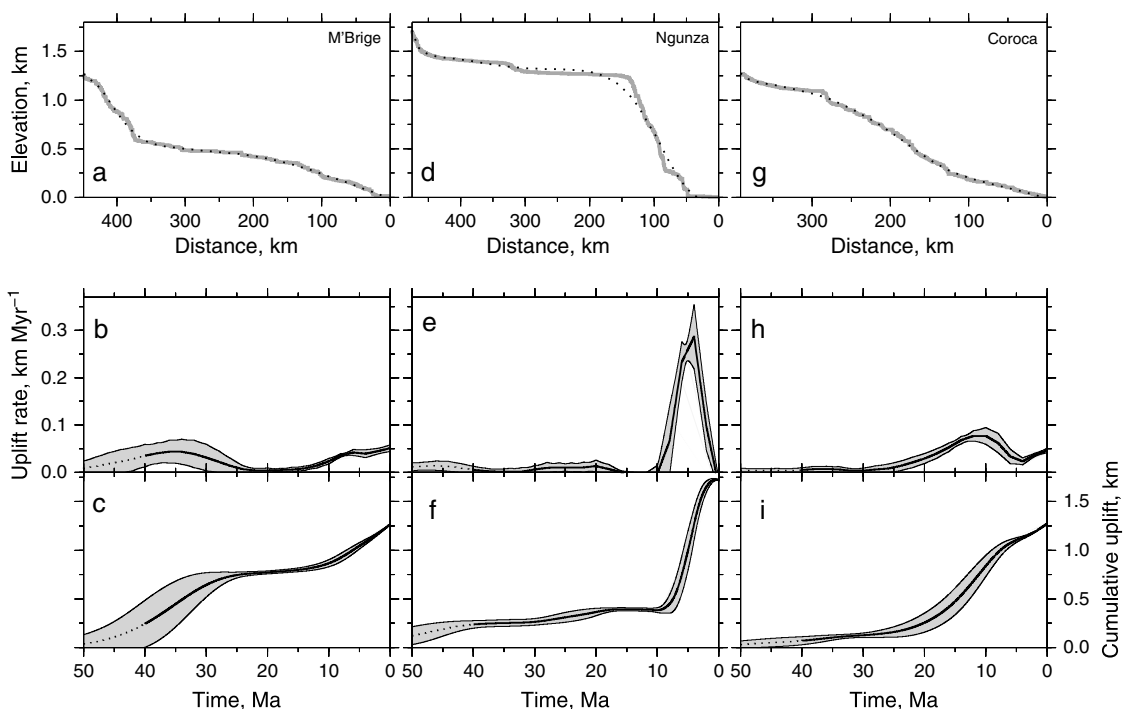 M'Brige
Ngunza
Coroca
Elevation, km
1.5
1.0
0.5
0.0
a
d
g
400 300 200 100 0
400 300 200 100 0
300 200 100 0
Distance, km
Distance, km
Distance, km
Uplift rate, km Myr⁻¹
0.3
0.2
0.1
0.0
b
e
h
c
f
i
1.5
1.0
0.5
0.0
Cumulative uplift, km
50 40 30 20 10 0
50 40 30 20 10 0
50 40 30 20 10 0
Time, Ma
Time, Ma
Time, Ma